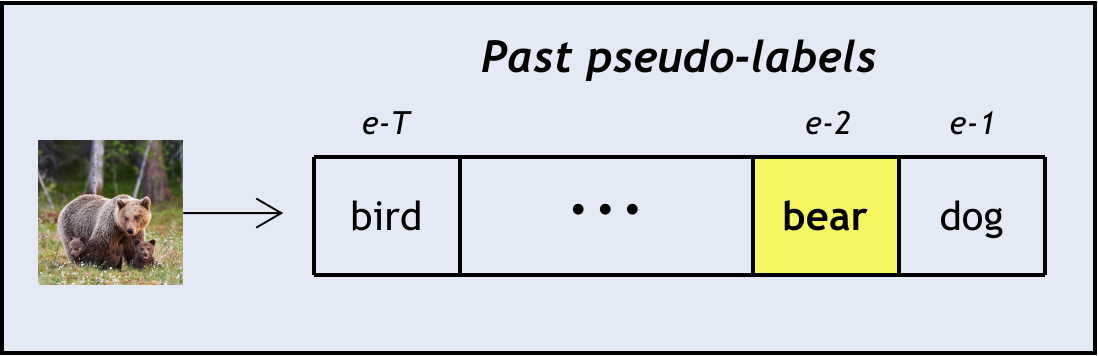 Past pseudo-labels
e-T e-2 e-1
bird ... bear dog